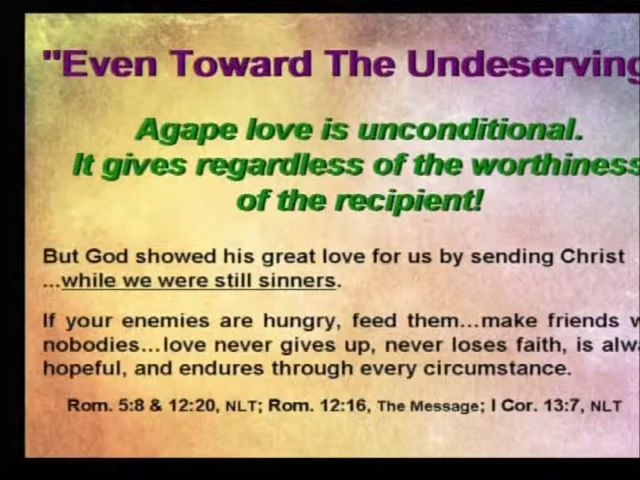 "Even Toward The Undeserving
Agape love is unconditional.
It gives regardless of the worthiness
of the recipient!
But God showed his great love for us by sending Christ
...while we were still sinners.
If your enemies are hungry, feed them...make friends
nobodies...love never gives up, never loses faith, is
hopeful, and endures through every circumstance.
Rom. 5:8 & 12:20, NLT; Rom. 12:16, The Message; I Cor. 13:7, NLT